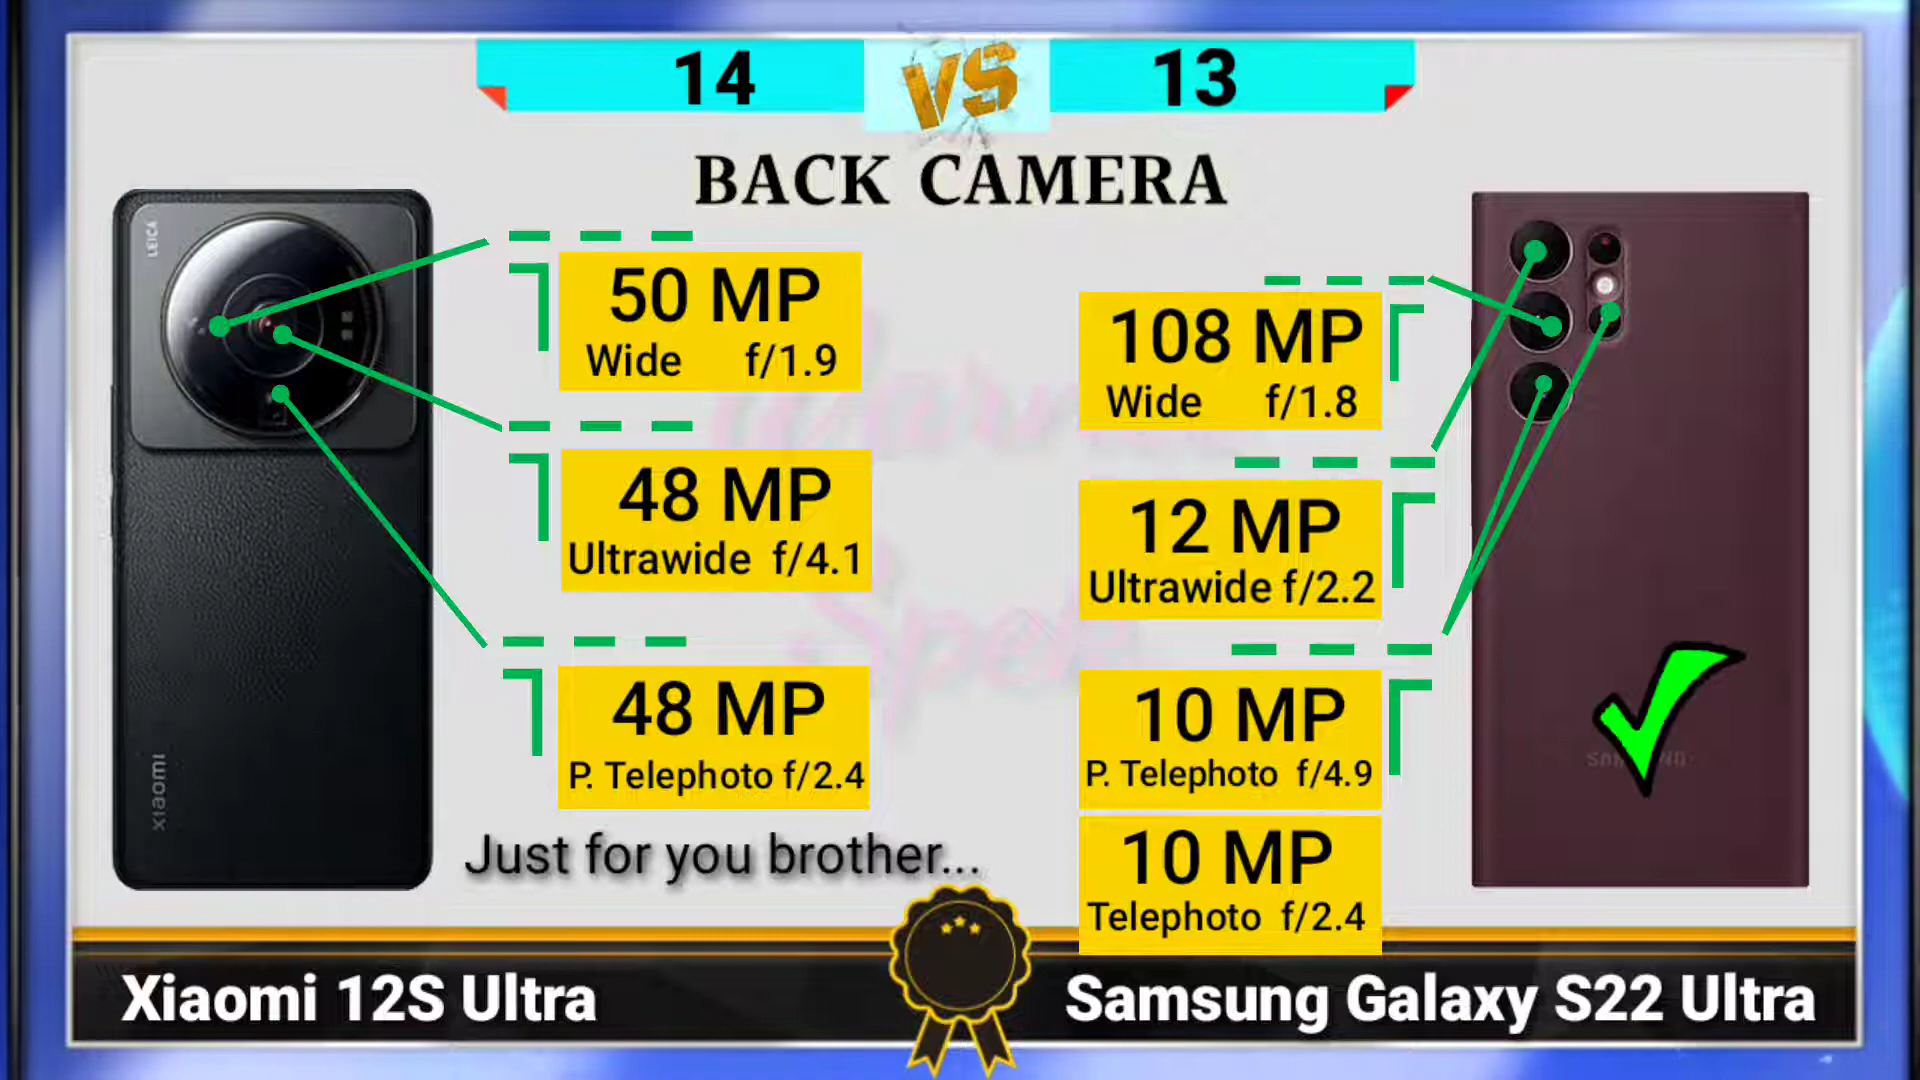 14 VS 13
BACK CAMERA
LEICA
50 MP
Wide f/1.9
48 MP
Ultrawide f/4.1
48 MP
P. Telephoto f/2.4
Just for you brother...
xiaomi
108 MP
Wide f/1.8
12 MP
Ultrawide f/2.2
10 MP
P. Telephoto f/4.9
10 MP
Telephoto f/2.4
Xiaomi 12S Ultra
Samsung Galaxy S22 Ultra